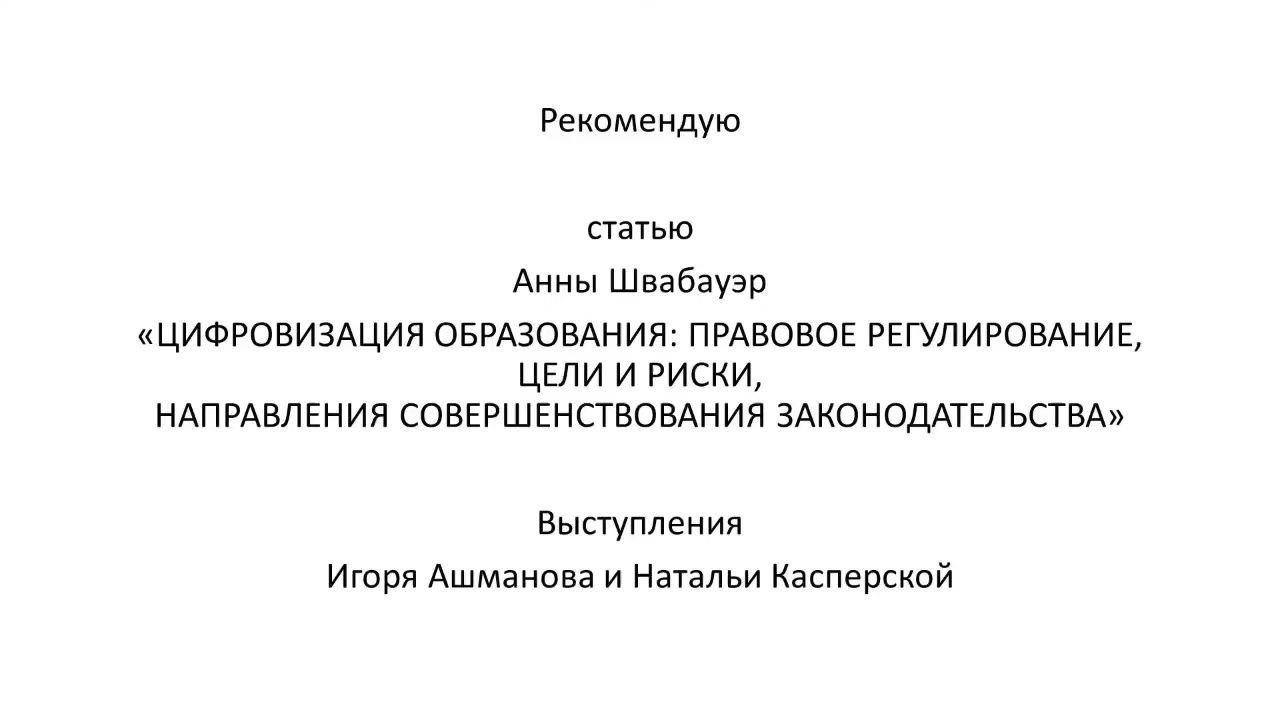 Рекомендую
статью
Анны Швабауэр
«ЦИФРОВИЗАЦИЯ ОБРАЗОВАНИЯ: ПРАВОВОЕ РЕГУЛИРОВАНИЕ,
ЦЕЛИ И РИСКИ,
НАПРАВЛЕНИЯ СОВЕРШЕНСТВОВАНИЯ ЗАКОНОДАТЕЛЬСТВА»
Выступления
Игоря Ашманова и Натальи Касперской